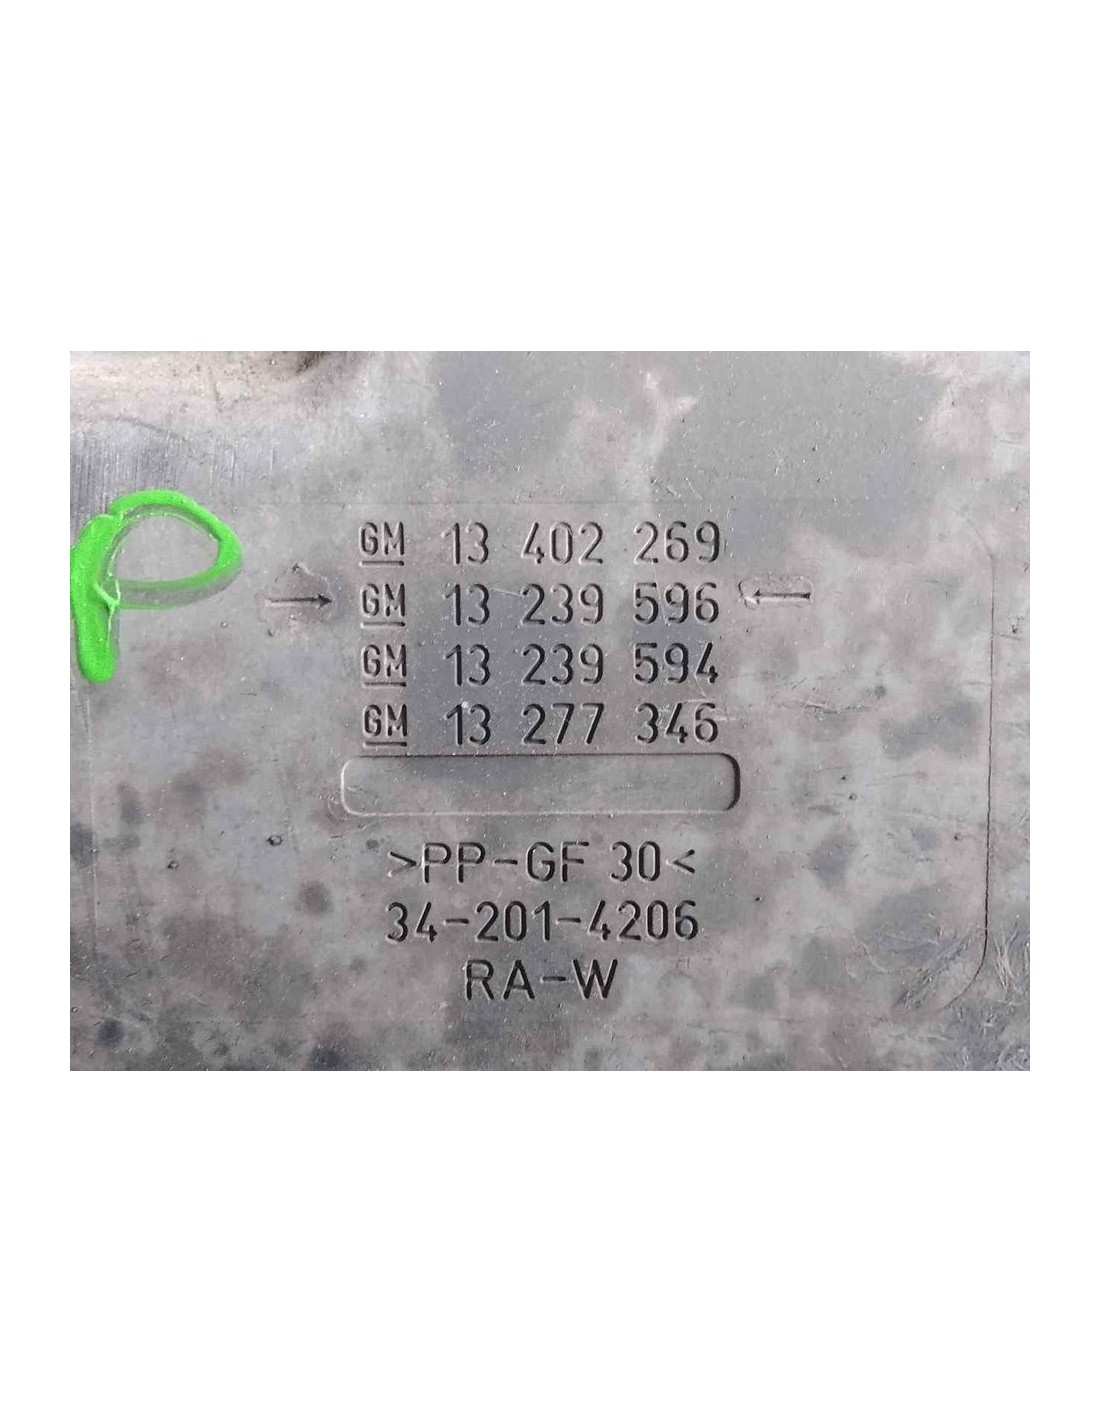 P
GM 13 402 269
→ GM 13 239 596 ←
GM 13 239 594
GM 13 277 346
>PP-GF 30<
34-201-4206
RA-W